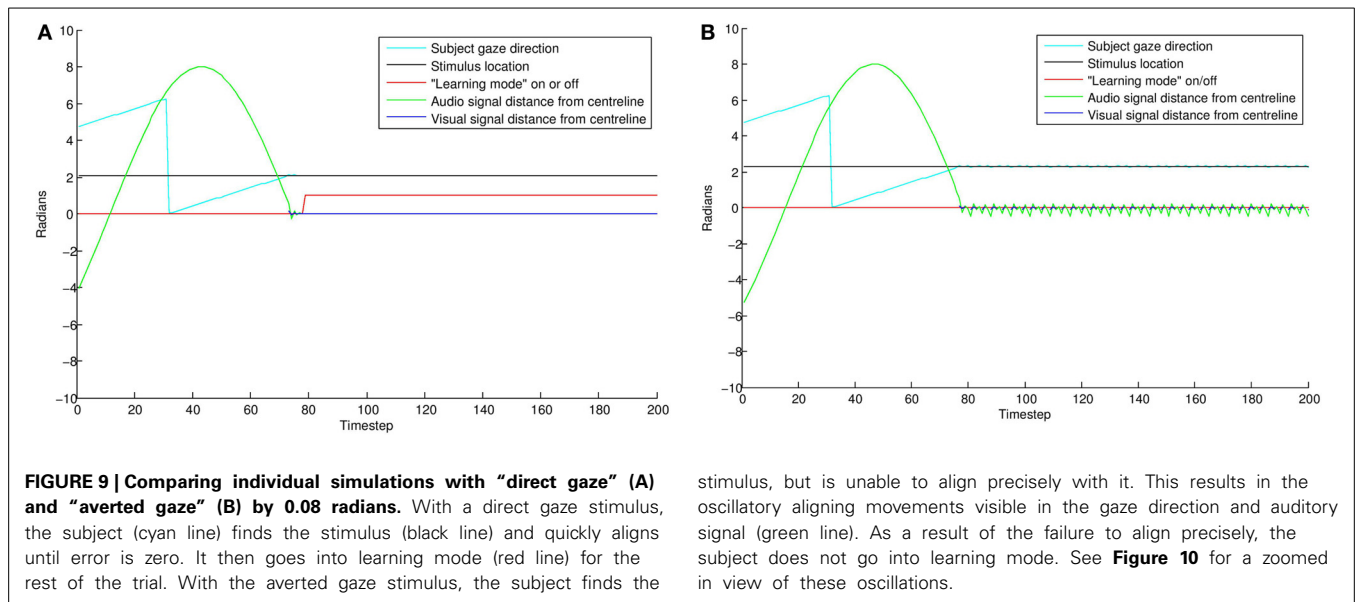 A
10
8
6
4
2
0
−2
−4
−6
−8
−10
Radians
0 20 40 60 80 100 120 140 160 180 200
Timestep
Subject gaze direction
Stimulus location
"Learning mode" on or off
Audio signal distance from centreline
Visual signal distance from centreline
B
10
8
6
4
2
0
−2
−4
−6
−8
−10
Radians
0 20 40 60 80 100 120 140 160 180 200
Timestep
Subject gaze direction
Stimulus location
"Learning mode" on/off
Audio signal distance from centreline
Visual signal distance from centreline
FIGURE 9 | Comparing individual simulations with “direct gaze” (A)
and “averted gaze” (B) by 0.08 radians. With a direct gaze stimulus,
the subject (cyan line) finds the stimulus (black line) and quickly aligns
until error is zero. It then goes into learning mode (red line) for the
rest of the trial. With the averted gaze stimulus, the subject finds the
stimulus, but is unable to align precisely with it. This results in the
oscillatory aligning movements visible in the gaze direction and auditory
signal (green line). As a result of the failure to align precisely, the
subject does not go into learning mode. See Figure 10 for a zoomed
in view of these oscillations.